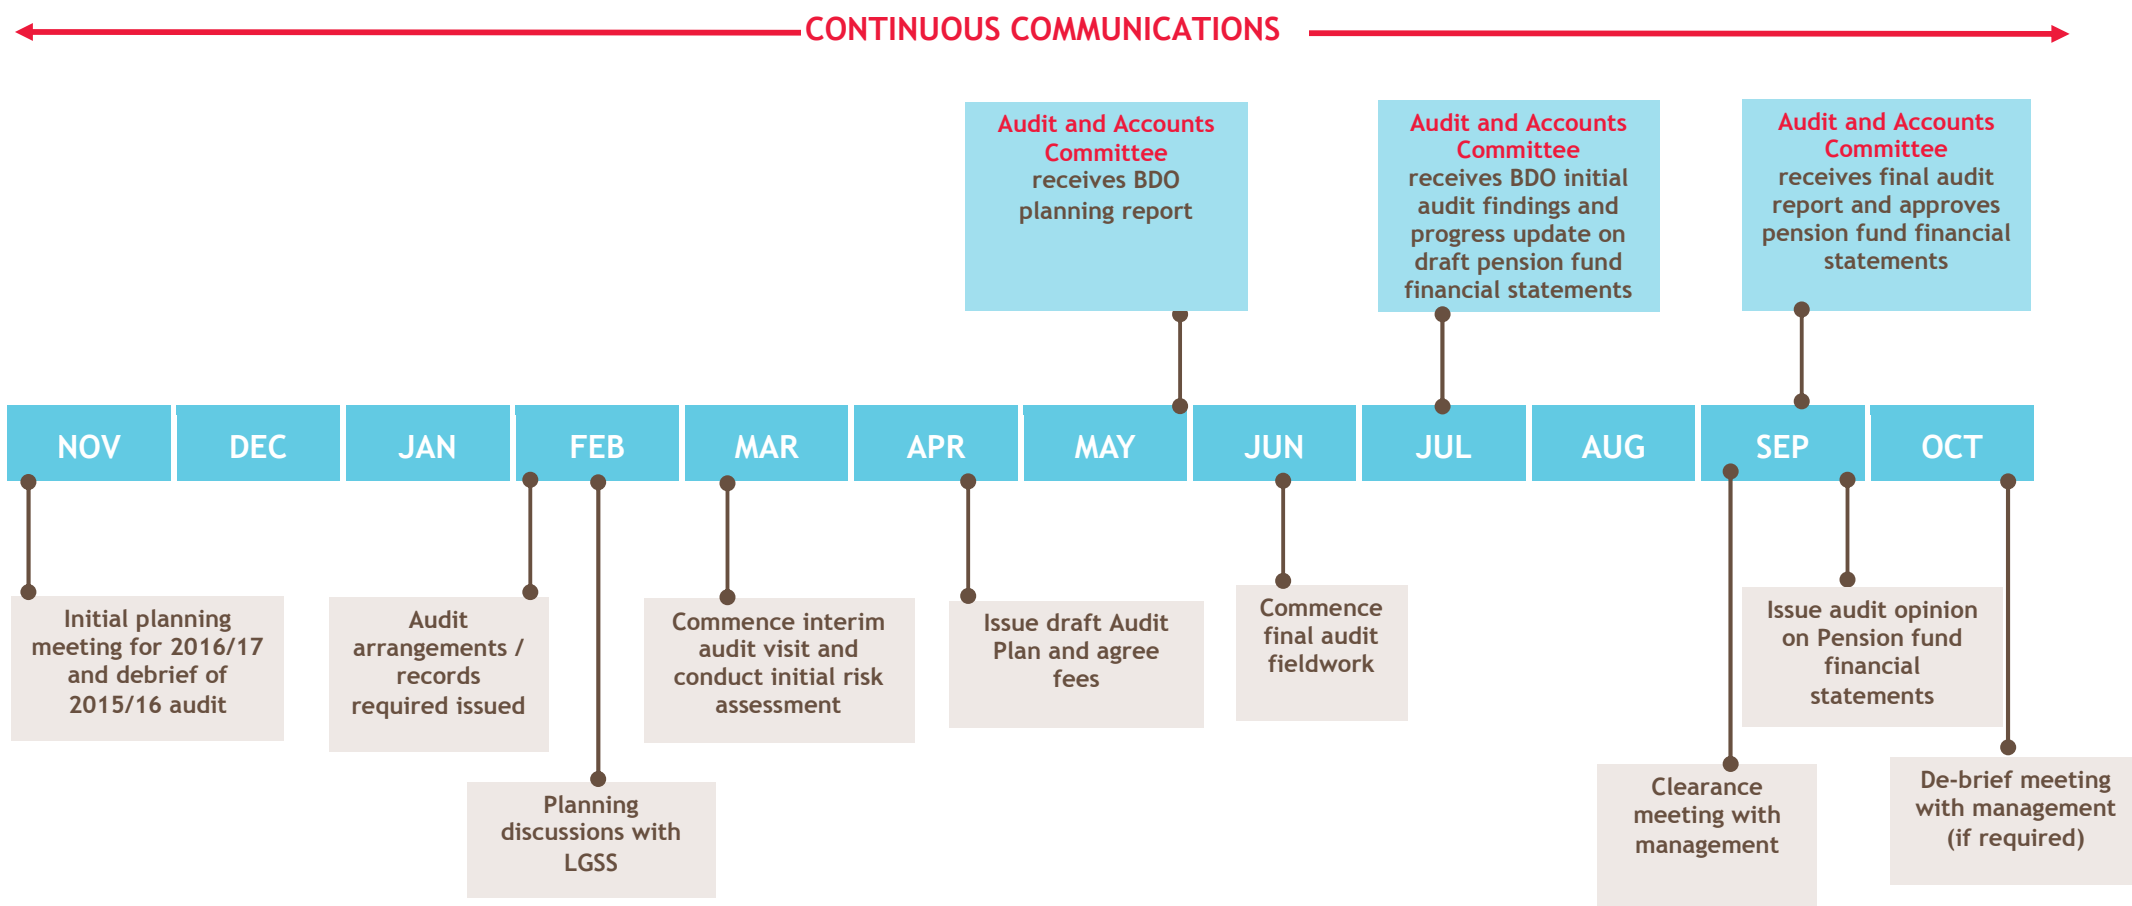 CONTINUOUS COMMUNICATIONS
Audit and Accounts
Committee
receives BDO
planning report
Audit and Accounts
Committee
receives BDO initial
audit findings and
progress update on
draft pension fund
financial statements
Audit and Accounts
Committee
receives final audit
report and approves
pension fund financial
statements
NOV DEC JAN FEB MAR APR MAY JUN JUL AUG SEP OCT
Initial planning
meeting for 2016/17
and debrief of
2015/16 audit
Audit
arrangements /
records
required issued
Planning
discussions with
LGSS
Commence interim
audit visit and
conduct initial risk
assessment
Issue draft Audit
Plan and agree
fees
Commence
final audit
fieldwork
Clearance
meeting with
management
Issue audit opinion
on Pension fund
financial
statements
De-brief meeting
with management
(if required)